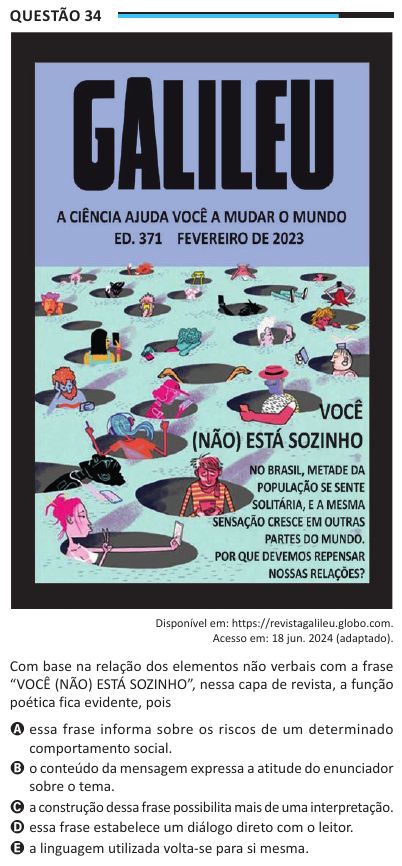 QUESTÃO 34
GALILEU
A CIÊNCIA AJUDA VOCÊ A MUDAR O MUNDO
ED. 371 FEVEREIRO DE 2023
VOCÊ
(NÃO) ESTÁ SOZINHO
NO BRASIL, METADE DA
POPULAÇÃO SE SENTE
SOLITÁRIA, E A MESMA
SENSAÇÃO CRESCE EM OUTRAS
PARTES DO MUNDO.
POR QUE DEVEMOS REPENSAR
NOSSAS RELAÇÕES?
Disponível em: https://revistagalileu.globo.com.
Acesso em: 18 jun. 2024 (adaptado).
Com base na relação dos elementos não verbais com a frase
“VOCÊ (NÃO) ESTÁ SOZINHO”, nessa capa de revista, a função
poética fica evidente, pois
A essa frase informa sobre os riscos de um determinado
comportamento social.
B o conteúdo da mensagem expressa a atitude do enunciador
sobre o tema.
C a construção dessa frase possibilita mais de uma interpretação.
D essa frase estabelece um diálogo direto com o leitor.
E a linguagem utilizada volta-se para si mesma.